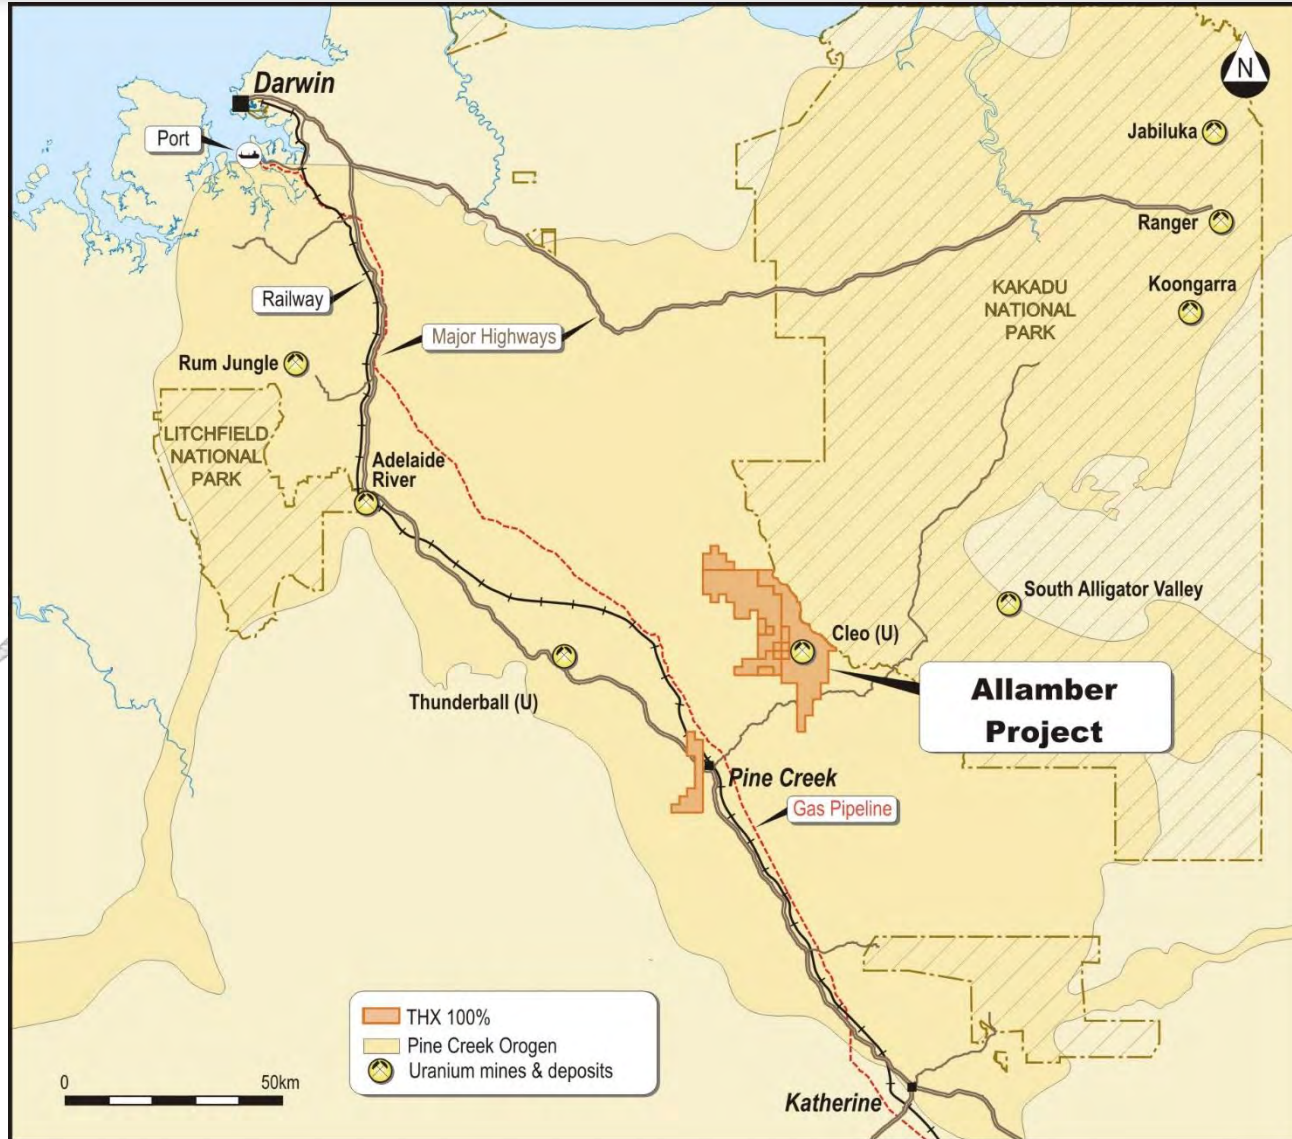 Darwin
N
Port
Jabiluka
Ranger
Koongarra
KAKADU
NATIONAL
PARK
Railway
Major Highways
Rum Jungle
LITCHFIELD
NATIONAL
PARK
Adelaide
River
South Alligator Valley
Cleo (U)
Thunderball (U)
Allamber
Project
Pine Creek
Gas Pipeline
THX 100%
Pine Creek Orogen
Uranium mines & deposits
0 50km
Katherine